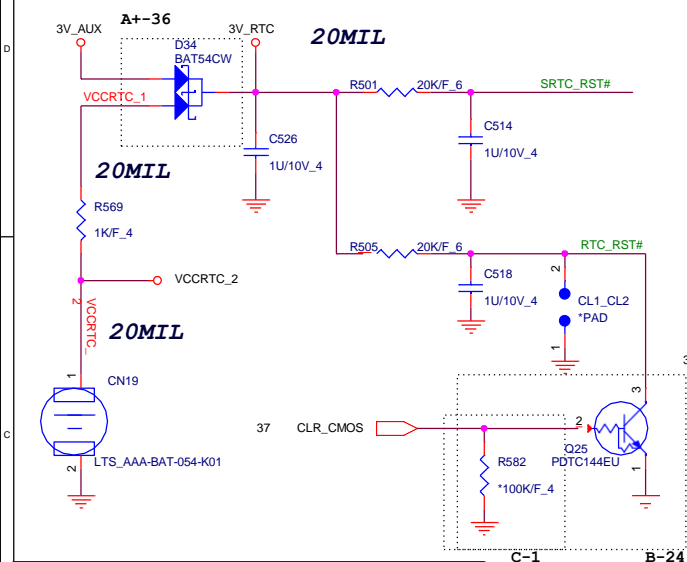 A+-36
3V_AUX
3V_RTC
20MIL
D
D34
BAT54CW
VCCRTC_1
R501
20K/F_6
SRTC_RST#
C514
1U/10V_4
C526
1U/10V_4
20MIL
R569
1K/F_4
R505
20K/F_6
RTC_RST#
VCCRTC_2
C518
1U/10V_4
2
CL1_CL2
*PAD
1
VCCRTC_
2
20MIL
1
CN19
3
3
C
37
CLR_CMOS
2
Q25
PDTC144EU
LTS_AAA-BAT-054-K01
2
R582
*100K/F_4
1
C-1
B-24